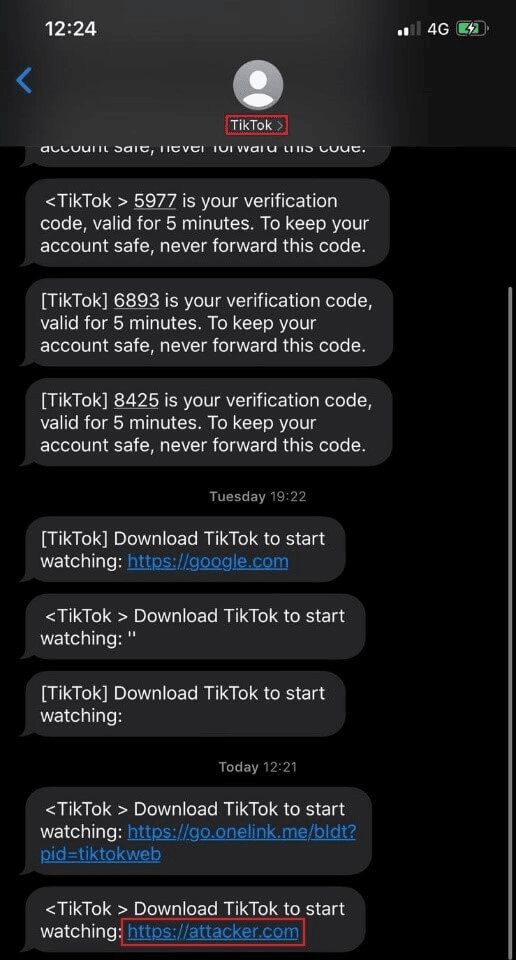 12:24
4G
TikTok >
account safe, never forward this code.
<TikTok > 5977 is your verification
code, valid for 5 minutes. To keep your
account safe, never forward this code.
[TikTok] 6893 is your verification code,
valid for 5 minutes. To keep your
account safe, never forward this code.
[TikTok] 8425 is your verification code,
valid for 5 minutes. To keep your
account safe, never forward this code.
Tuesday 19:22
[TikTok] Download TikTok to start
watching: https://google.com
<TikTok > Download TikTok to start
watching: ''
[TikTok] Download TikTok to start
watching:
Today 12:21
<TikTok > Download TikTok to start
watching: https://go.onelink.me/bIdt?
pid=tiktokweb
<TikTok > Download TikTok to start
watching: https://attacker.com